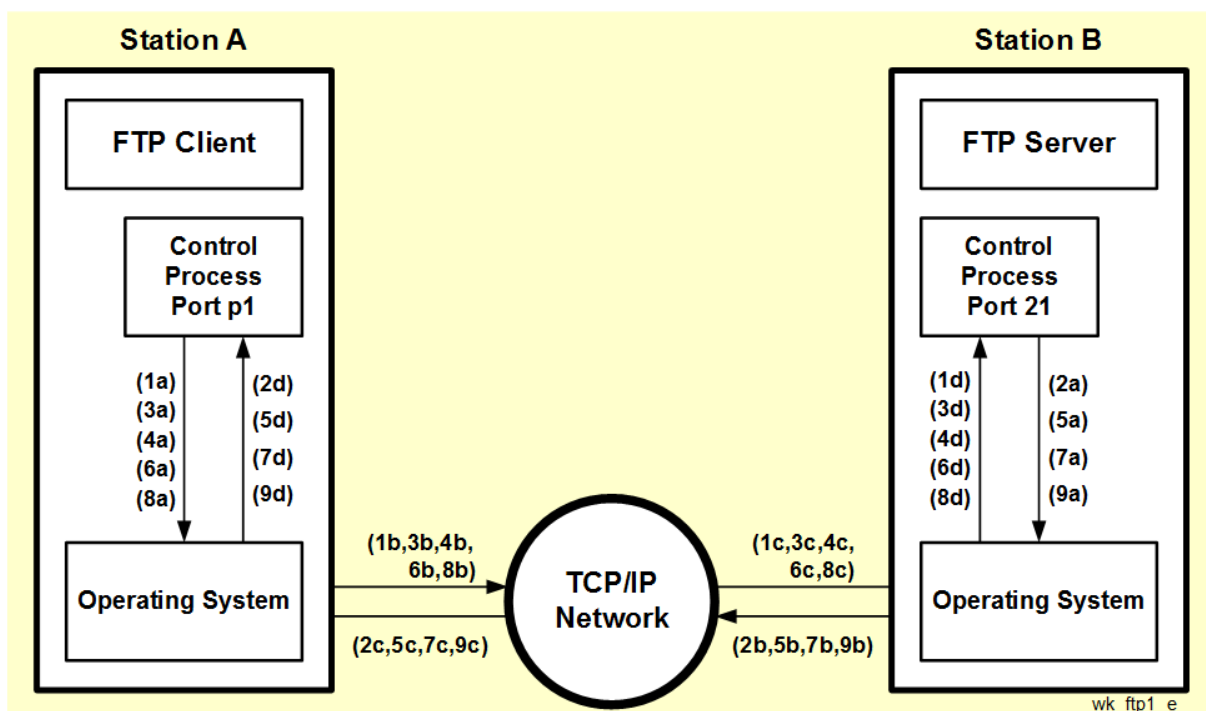 Station A
Station B
FTP Client
FTP Server
Control
Process
Port p1
Control
Process
Port 21
(1a)
(3a)
(4a)
(6a)
(8a)
(2d)
(5d)
(7d)
(9d)
(1d)
(3d)
(4d)
(6d)
(8d)
(2a)
(5a)
(7a)
(9a)
Operating System
(1b,3b,4b,
6b,8b)
(2c,5c,7c,9c)
TCP/IP
Network
(1c,3c,4c,
6c,8c)
(2b,5b,7b,9b)
Operating System
wk_ftp1_e